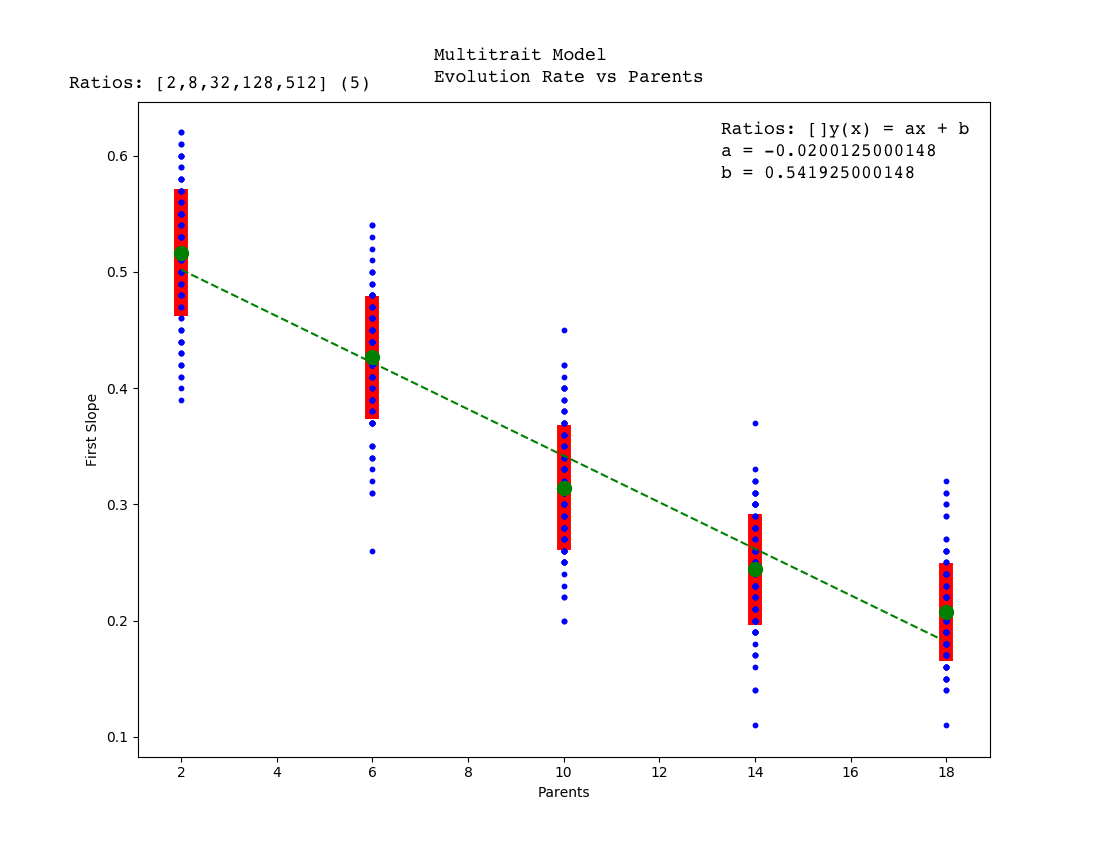 Multitrait Model
Evolution Rate vs Parents
Ratios: [2,8,32,128,512] (5)
Ratios: []y(x) = ax + b
a = -0.0200125000148
b = 0.541925000148
0.6
0.5
0.4
0.3
0.2
0.1
First Slope
2 4 6 8 10 12 14 16 18
Parents